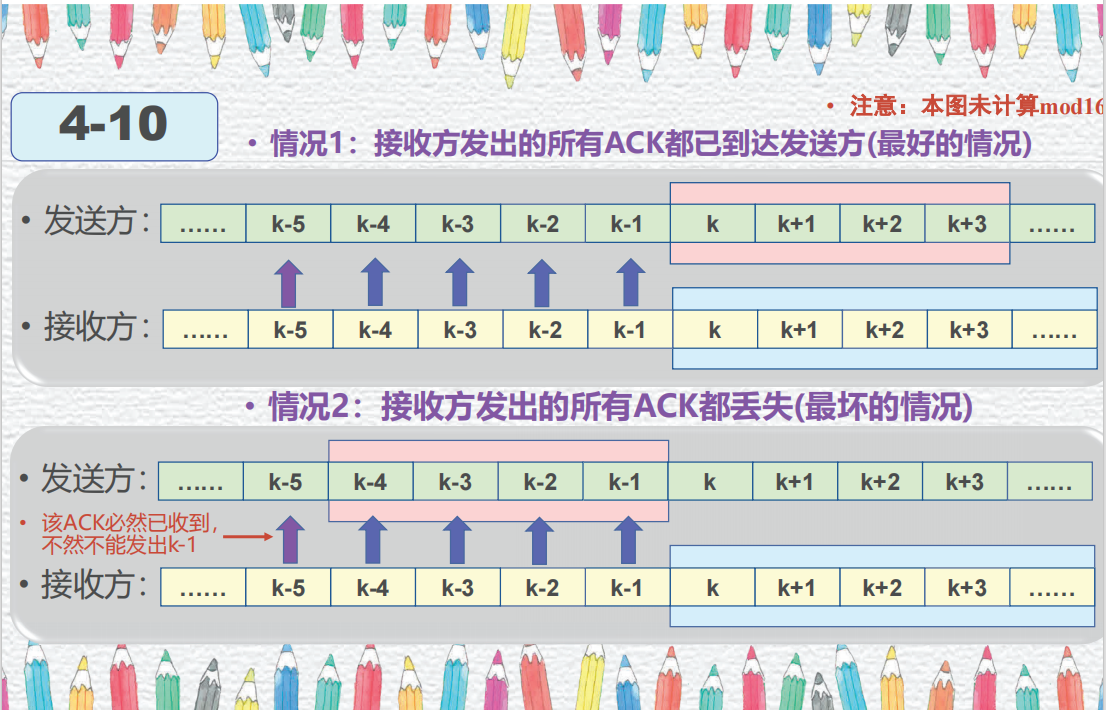 4-10
• 注意：本图未计算mod16
• 情况1：接收方发出的所有ACK都已到达发送方(最好的情况)
• 发送方： …… k-5 k-4 k-3 k-2 k-1 k k+1 k+2 k+3 ……
• 接收方： …… k-5 k-4 k-3 k-2 k-1 k k+1 k+2 k+3 ……
• 情况2：接收方发出的所有ACK都丢失(最坏的情况)
• 发送方： …… k-5 k-4 k-3 k-2 k-1 k k+1 k+2 k+3 ……
• 该ACK必然已收到，
不然不能发出k-1
• 接收方： …… k-5 k-4 k-3 k-2 k-1 k k+1 k+2 k+3 ……